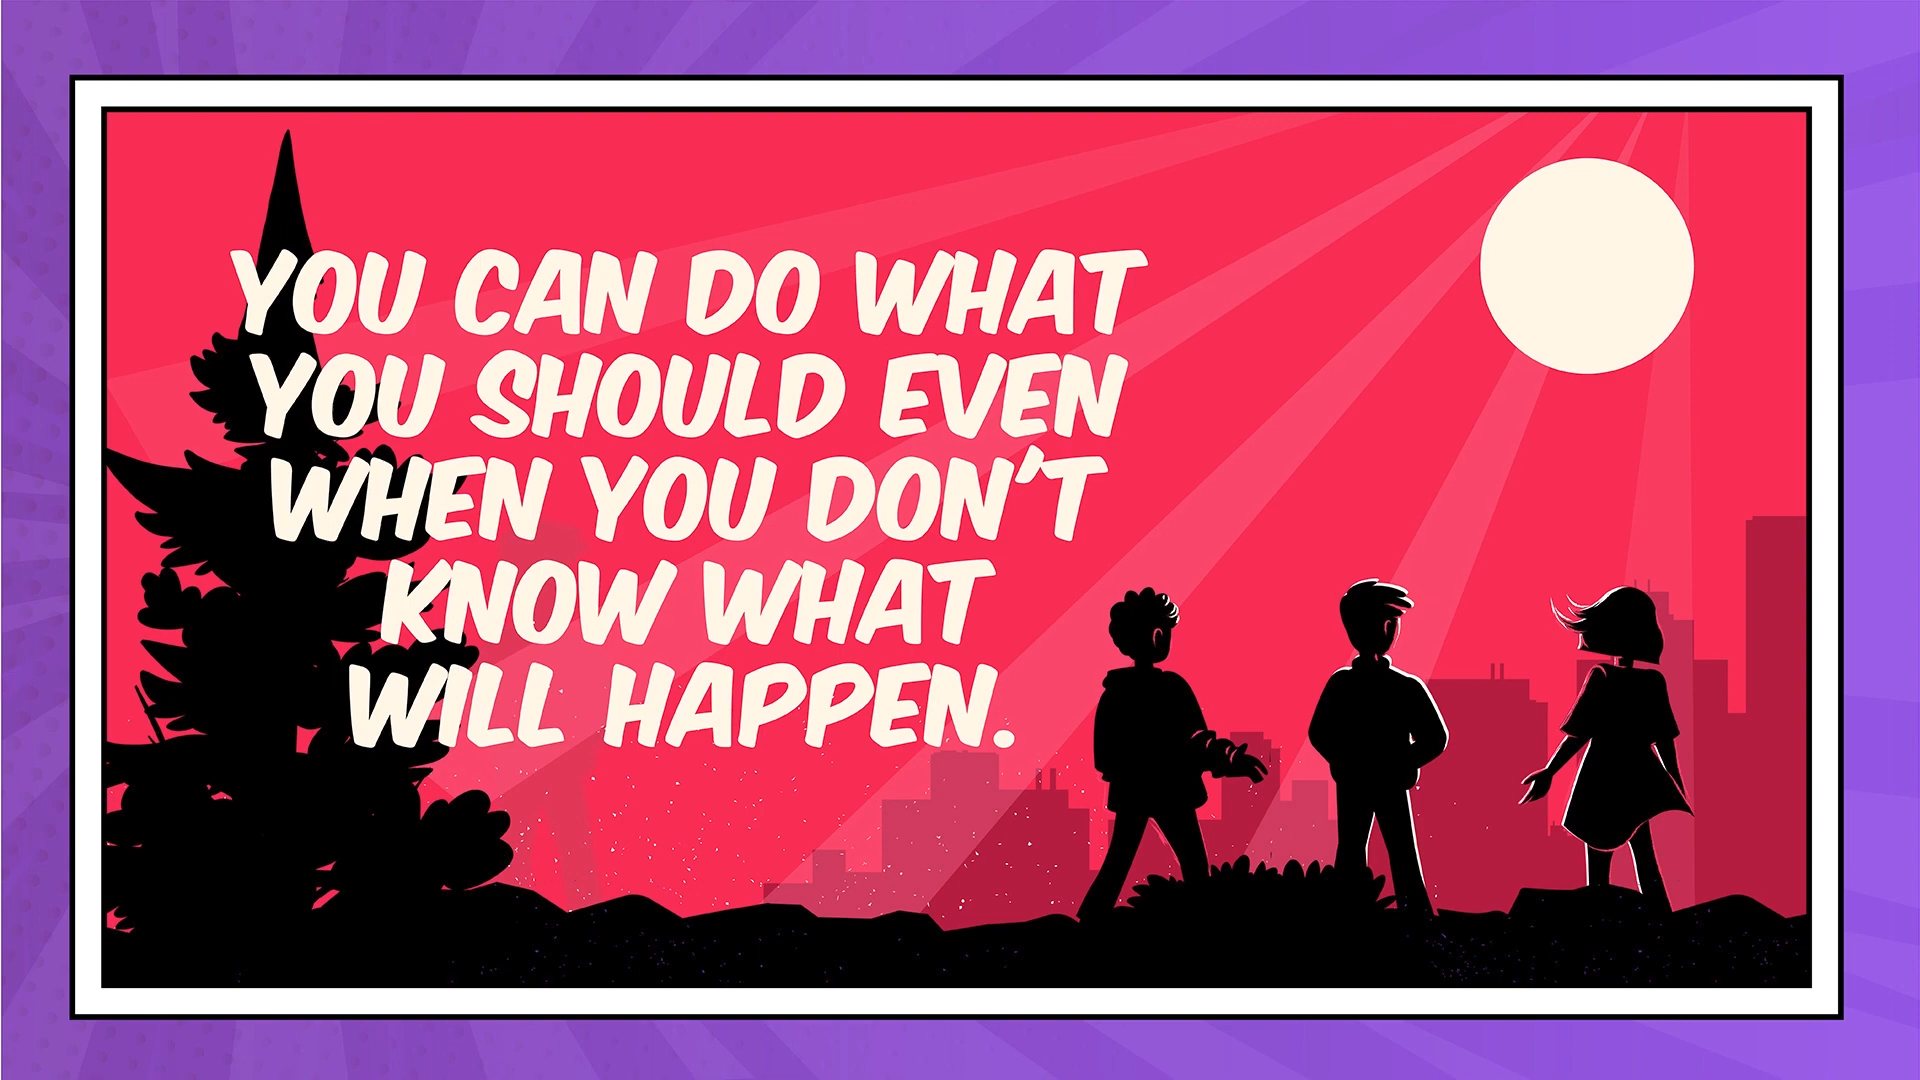 YOU CAN DO WHAT
YOU SHOULD EVEN
WHEN YOU DON'T
KNOW WHAT
WILL HAPPEN.